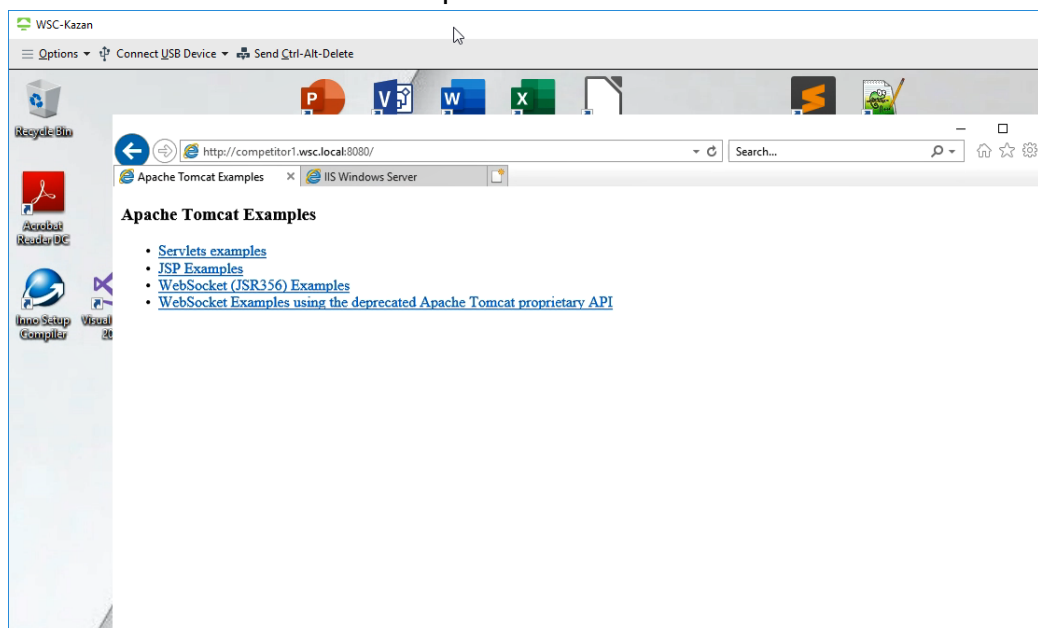 WSC-Kazan
Options Connect USB Device Send Ctrl-Alt-Delete
Recycle Bin
http://competitor1.wsc.local:8080/
Search...
Apache Tomcat Examples
IIS Windows Server
Acrobat
Reader DC
Apache Tomcat Examples
• Servlets examples
• JSP Examples
• WebSocket (JSR356) Examples
• WebSocket Examples using the deprecated Apache Tomcat proprietary API
Inno Setup
Compiler